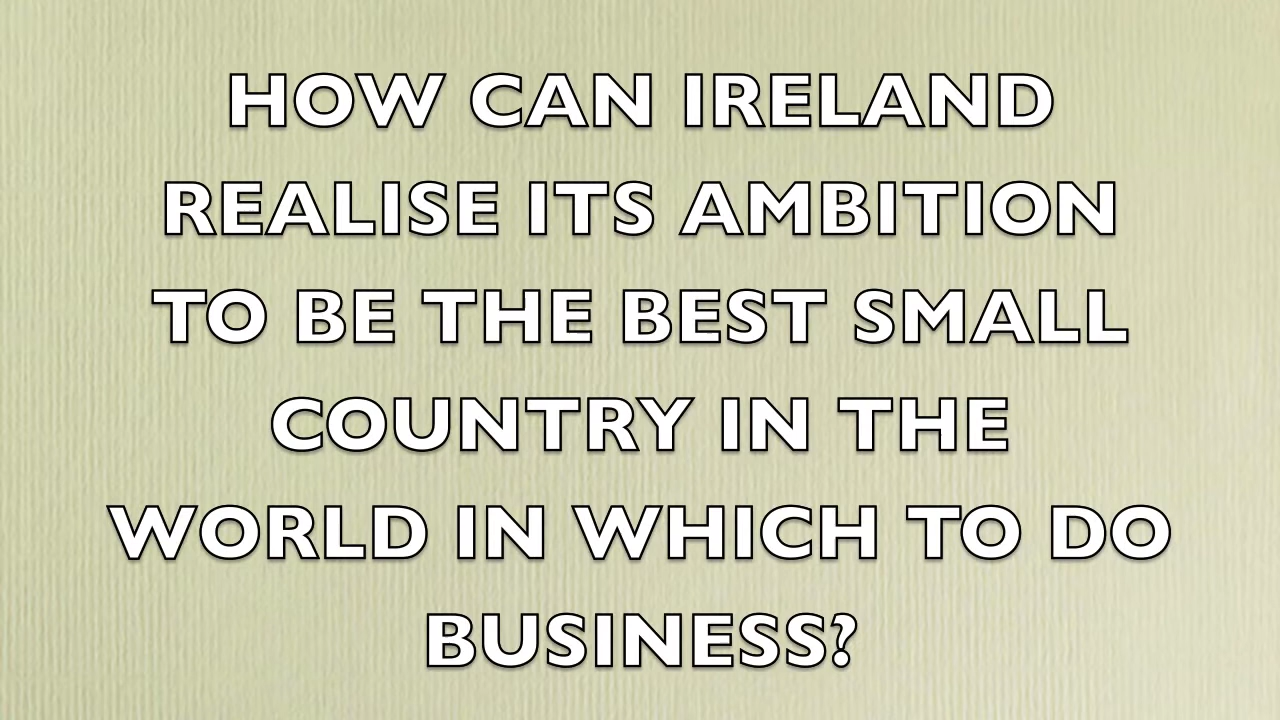 HOW CAN IRELAND
REALISE ITS AMBITION
TO BE THE BEST SMALL
COUNTRY IN THE
WORLD IN WHICH TO DO
BUSINESS?